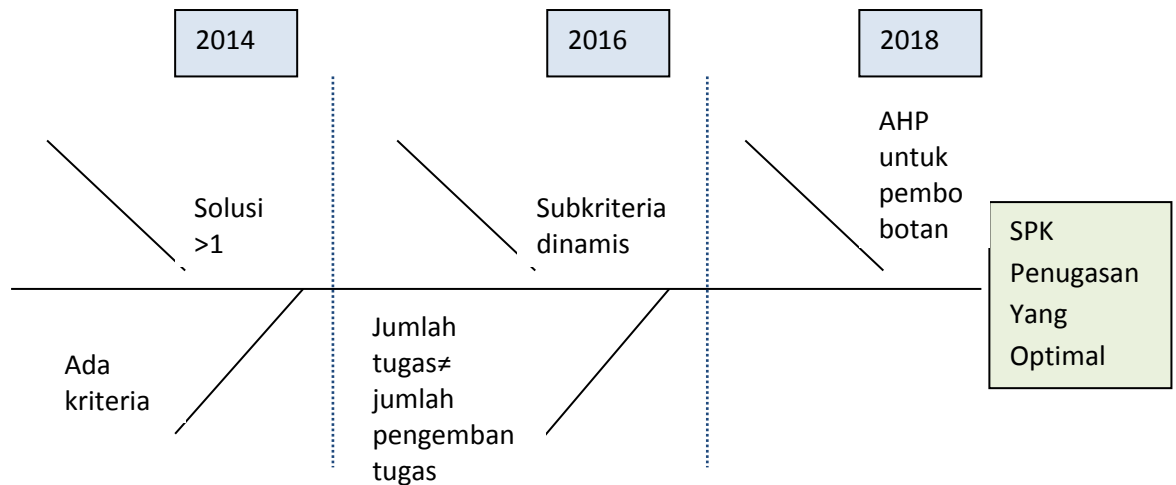 2014
2016
2018
Solusi
>1
Subkriteria
dinamis
AHP
untuk
pembo
botan
Ada
kriteria
Jumlah
tugas≠
jumlah
pengemban
tugas
SPK
Penugasan
Yang
Optimal